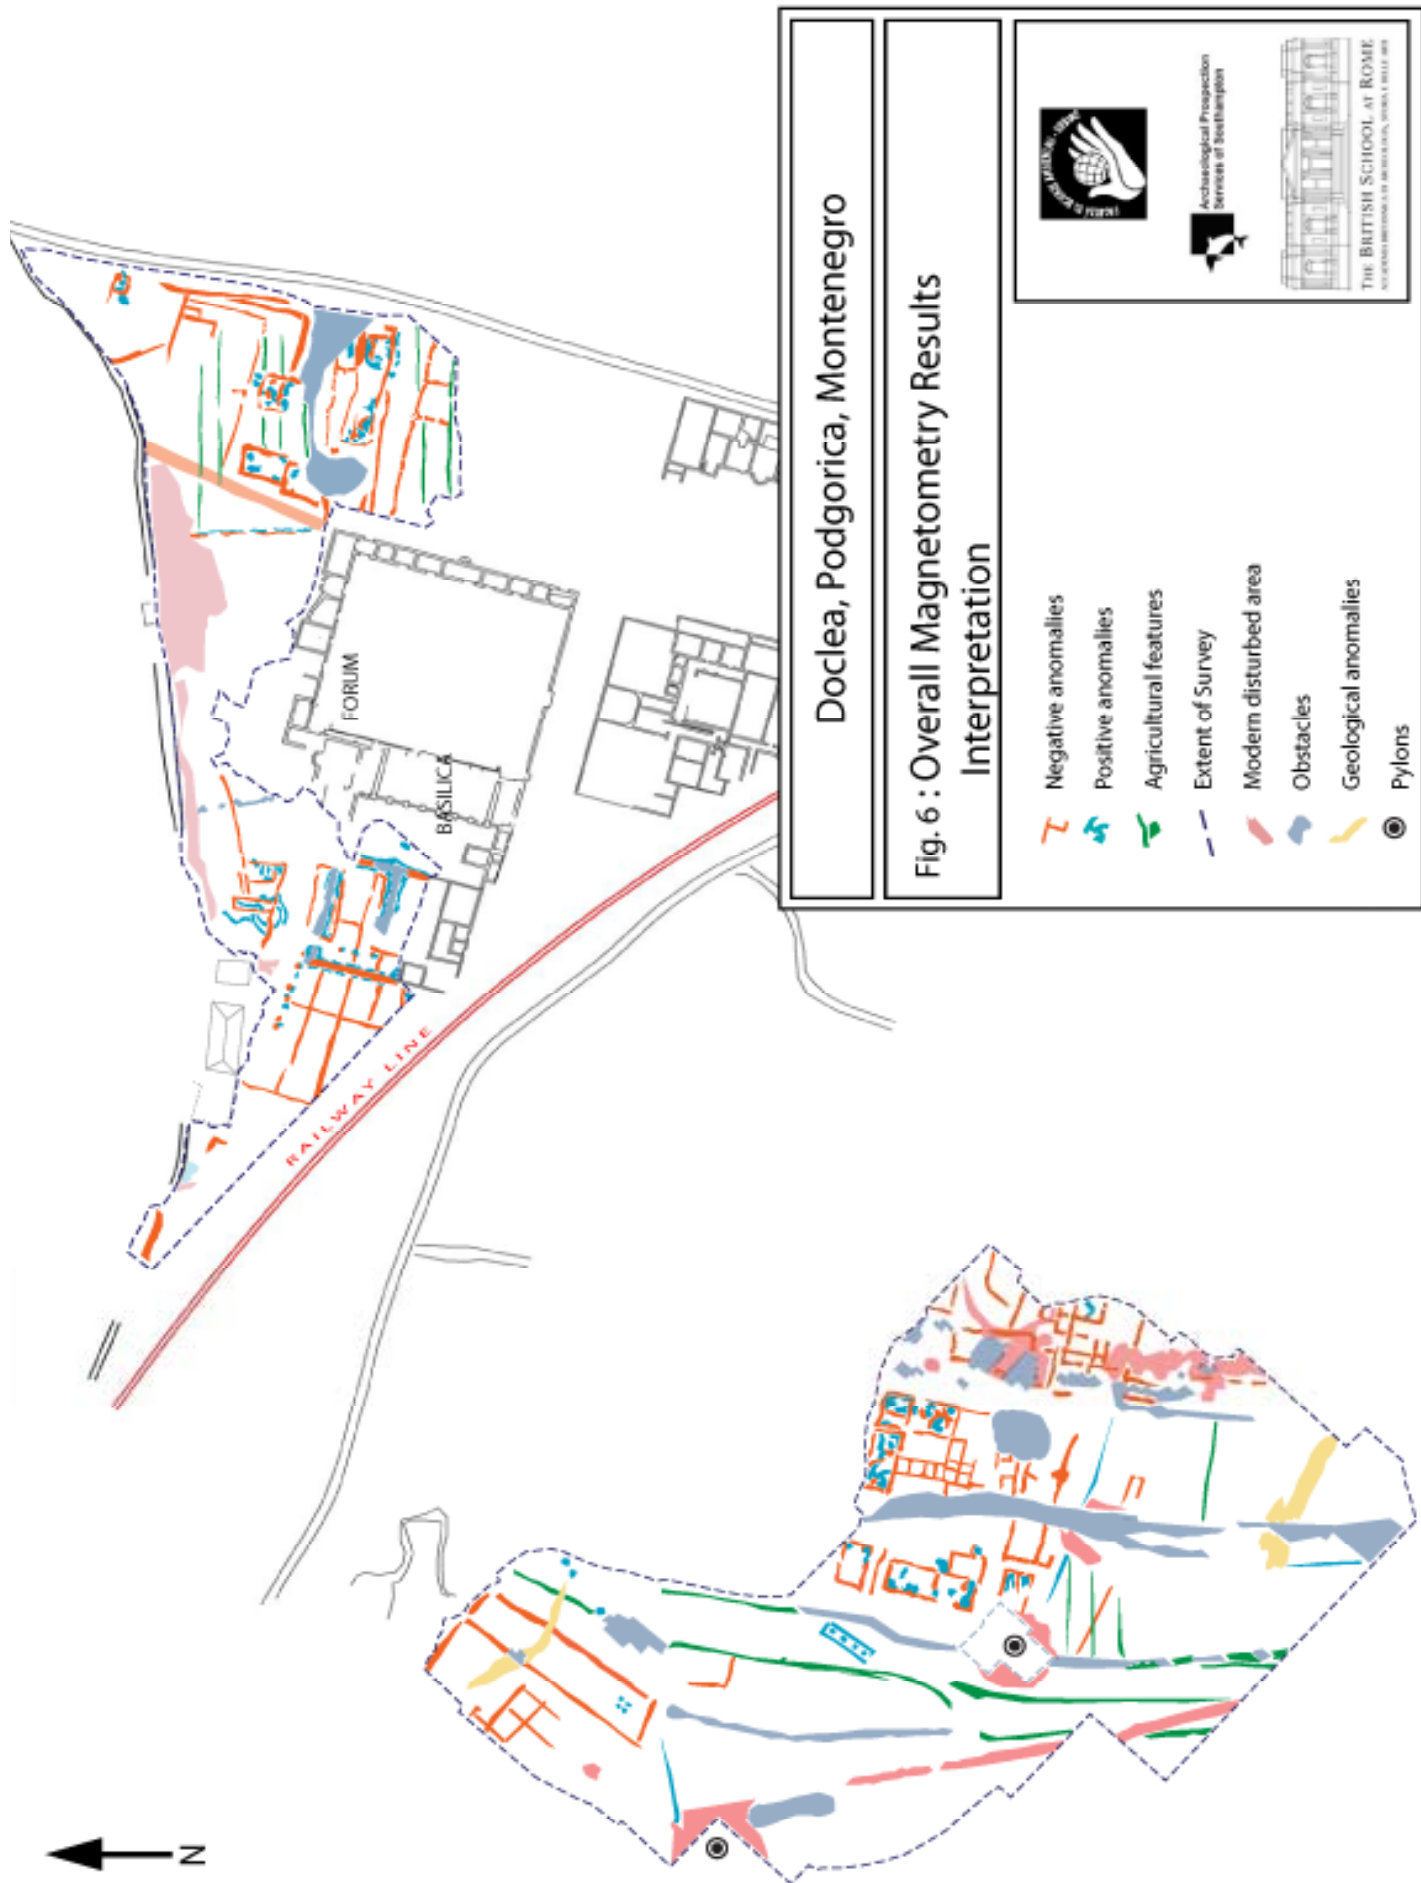 Doclea, Podgorica, Montenegro
Fig. 6 : Overall Magnetometry Results
Interpretation
Negative anomalies
Positive anomalies
Agricultural features
Extent of Survey
Modern disturbed area
Obstacles
Geological anomalies
Pylons
Archaeological Prospection
Services of Southampton
THE BRITISH SCHOOL AT ROME
FORUM
BASILICA
RAILWAY LINE
N